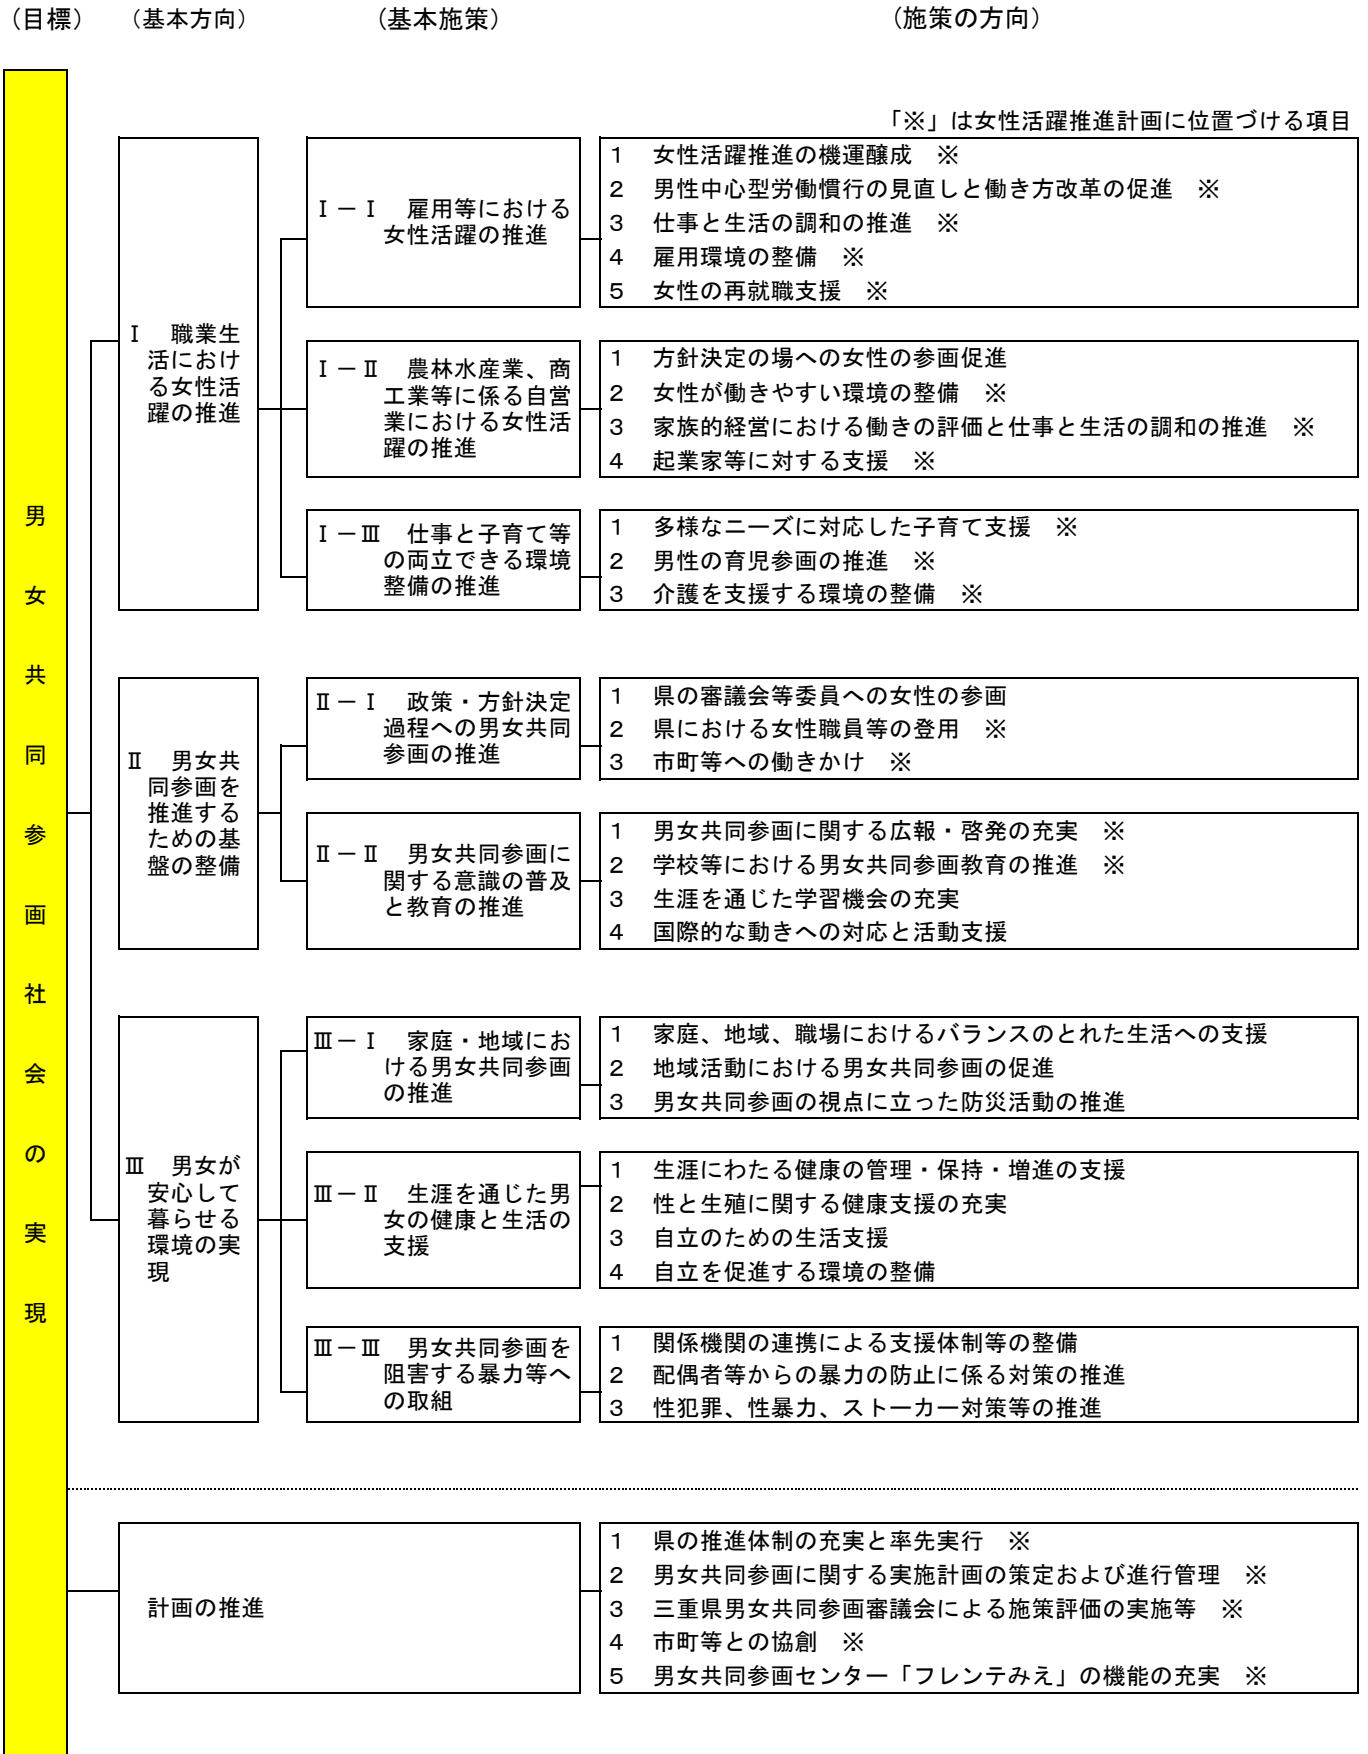 （目標）　（基本方向）　（基本施策）　（施策の方向）
「※」は女性活躍推進計画に位置づける項目
男女共同参画社会の実現
Ⅰ　職業生
活におけ
る女性活
躍の推進
Ⅰ－Ⅰ　雇用等における
女性活躍の推進
1　女性活躍推進の機運醸成　※
2　男性中心型労働慣行の見直しと働き方改革の促進　※
3　仕事と生活の調和の推進　※
4　雇用環境の整備　※
5　女性の再就職支援　※
Ⅰ－Ⅱ　農林水産業、商
工業等に係る自営
業における女性活
躍の推進
1　方針決定の場への女性の参画促進
2　女性が働きやすい環境の整備　※
3　家族的経営における働きの評価と仕事と生活の調和の推進　※
4　起業家等に対する支援　※
Ⅰ－Ⅲ　仕事と子育て等
の両立できる環境
整備の推進
1　多様なニーズに対応した子育て支援　※
2　男性の育児参画の推進　※
3　介護を支援する環境の整備　※
Ⅱ　男女共
同参画を
推進する
ための基
盤の整備
Ⅱ－Ⅰ　政策・方針決定
過程への男女共同
参画の推進
1　県の審議会等委員への女性の参画
2　県における女性職員等の登用　※
3　市町等への働きかけ　※
Ⅱ－Ⅱ　男女共同参画に
関する意識の普及
と教育の推進
1　男女共同参画に関する広報・啓発の充実　※
2　学校等における男女共同参画教育の推進　※
3　生涯を通じた学習機会の充実
4　国際的な動きへの対応と活動支援
Ⅲ　男女が
安心して
暮らせる
環境の実
現
Ⅲ－Ⅰ　家庭・地域にお
ける男女共同参画
の推進
1　家庭、地域、職場におけるバランスのとれた生活への支援
2　地域活動における男女共同参画の促進
3　男女共同参画の視点に立った防災活動の推進
Ⅲ－Ⅱ　生涯を通じた男
女の健康と生活の
支援
1　生涯にわたる健康の管理・保持・増進の支援
2　性と生殖に関する健康支援の充実
3　自立のための生活支援
4　自立を促進する環境の整備
Ⅲ－Ⅲ　男女共同参画を
阻害する暴力等へ
の取組
1　関係機関の連携による支援体制等の整備
2　配偶者等からの暴力の防止に係る対策の推進
3　性犯罪、性暴力、ストーカー対策等の推進
計画の推進
1　県の推進体制の充実と率先実行　※
2　男女共同参画に関する実施計画の策定および進行管理　※
3　三重県男女共同参画審議会による施策評価の実施等　※
4　市町等との協創　※
5　男女共同参画センター「フレンテみえ」の機能の充実　※